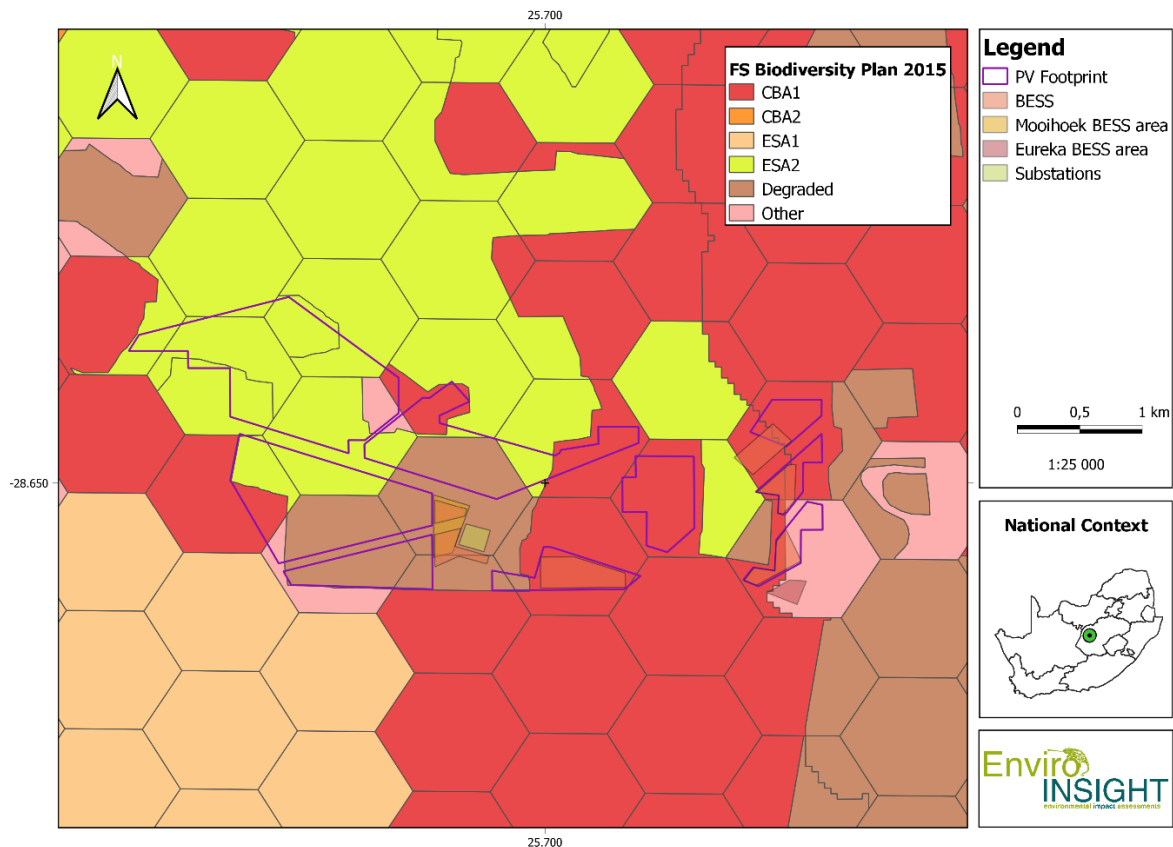 25.700
N
FS Biodiversity Plan 2015
CBA1
CBA2
ESA1
ESA2
Degraded
Other
-28.650
25.700
Legend
PV Footprint
BESS
Mooihoek BESS area
Eureka BESS area
Substations
0 0,5 1 km
1:25 000
National Context
Enviro
INSIGHT
environmental impact assessments